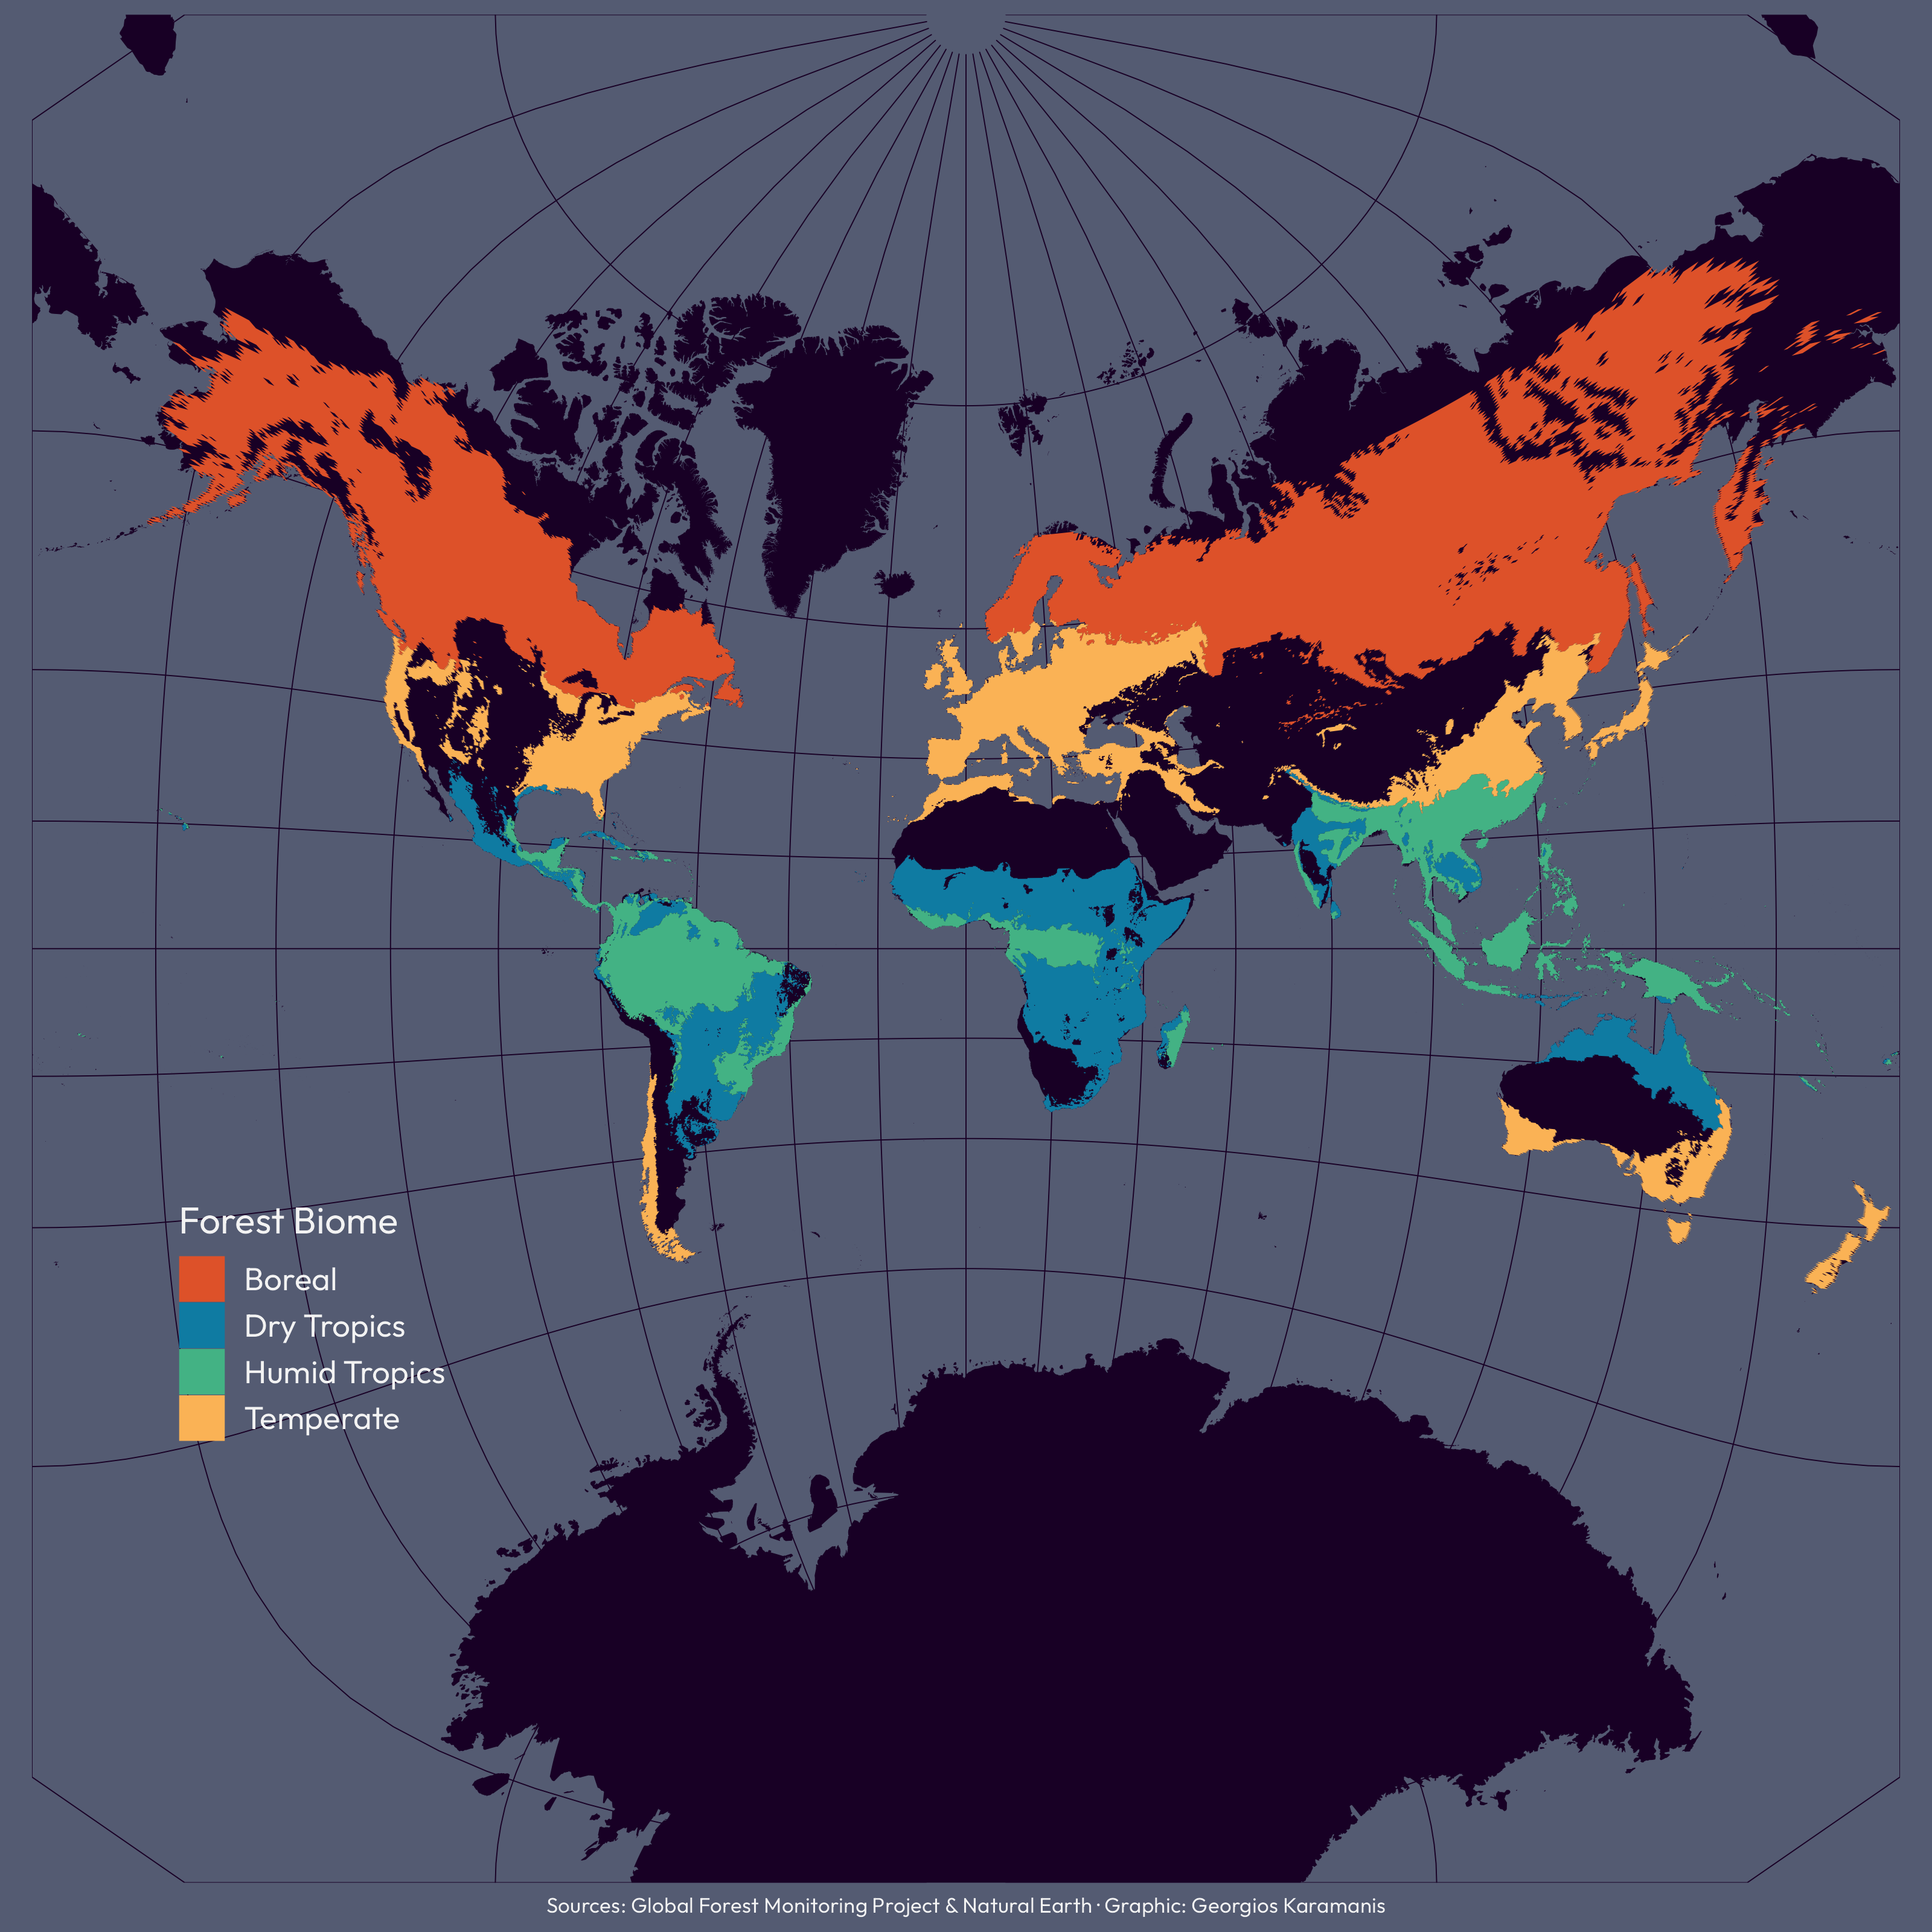 Forest Biome
Boreal
Dry Tropics
Humid Tropics
Temperate
Sources: Global Forest Monitoring Project & Natural Earth · Graphic: Georgios Karamanis